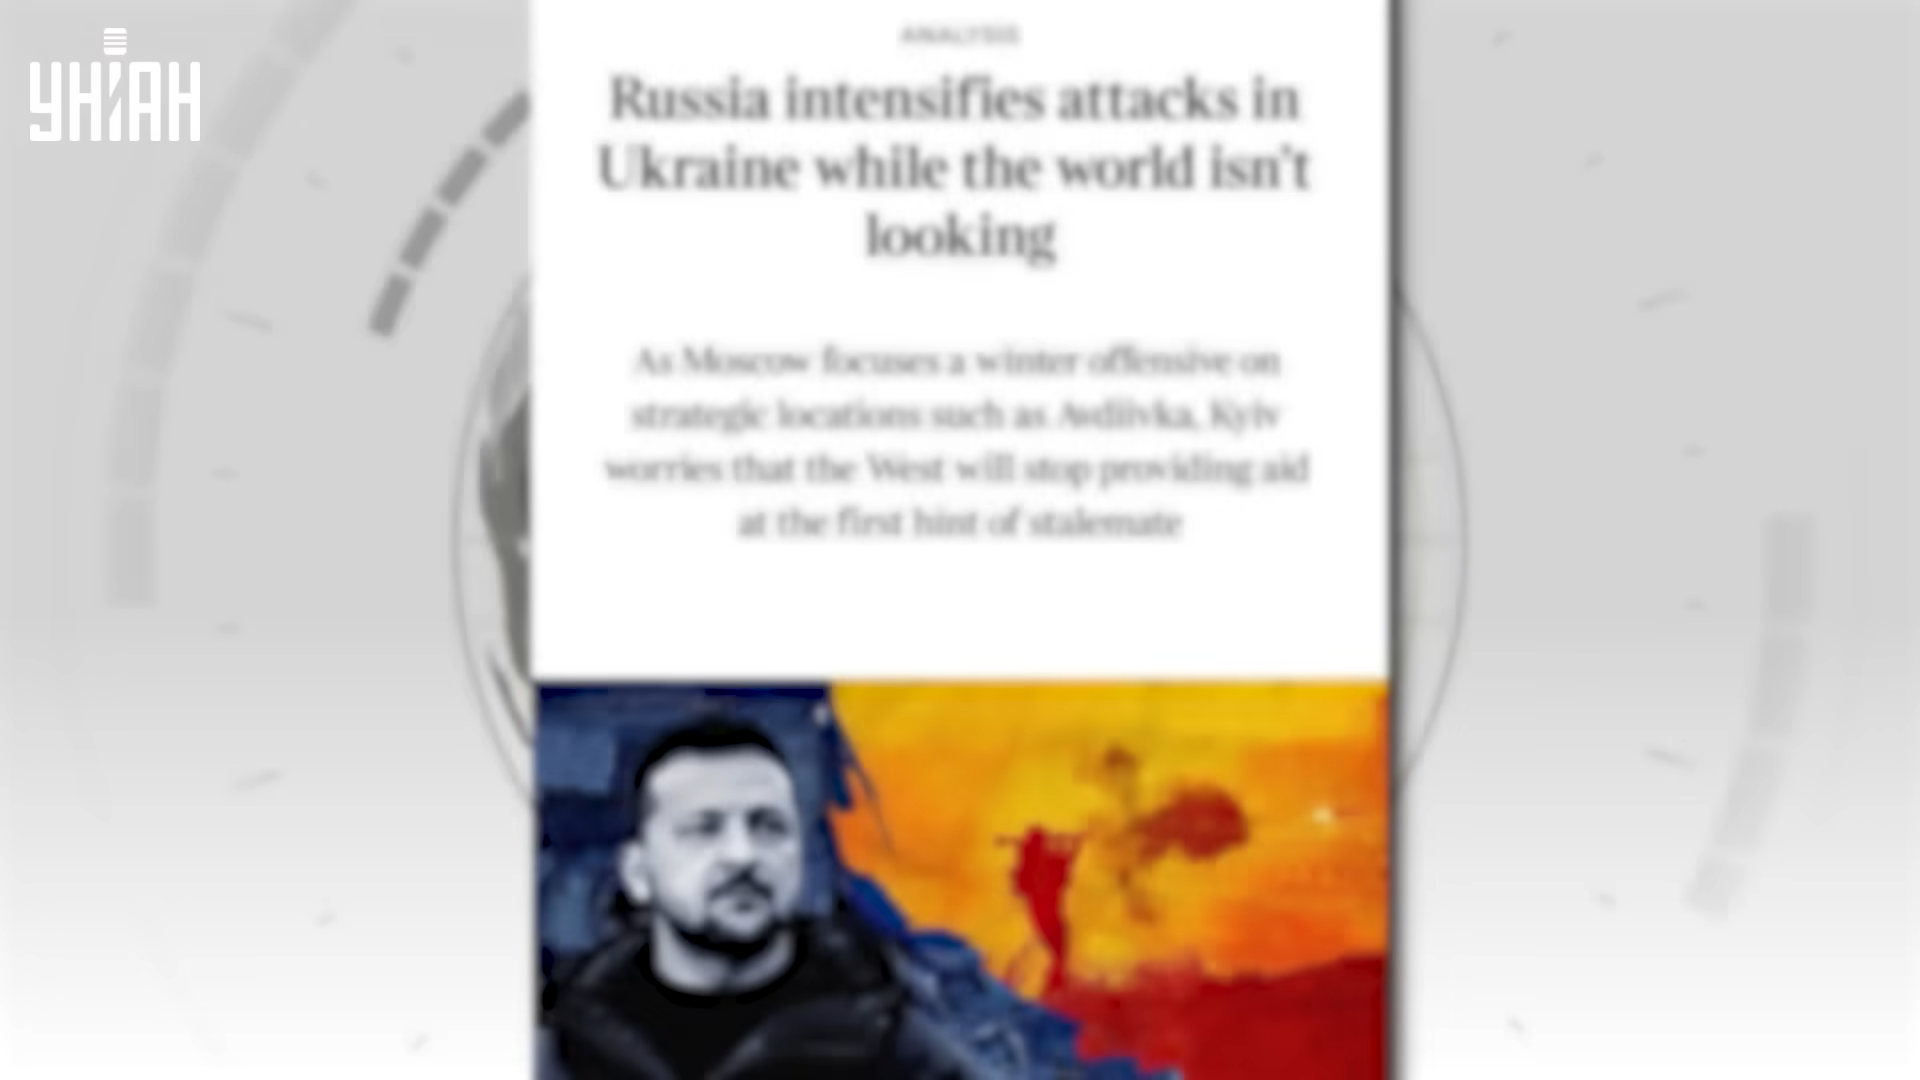 УНІАН
ANALYSIS
Russia intensifies attacks in
Ukraine while the world isn't
looking
As Moscow focuses a winter offensive on
strategic locations such as Avdiivka, Kyiv
worries that the West will stop providing aid
at the first hint of stalemate